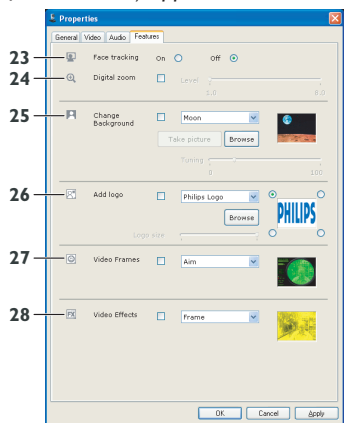 Properties
General Video Audio Features
23 Face tracking On Off
24 Digital zoom Level
1.0 8.0
25 Change Background Moon
Take picture Browse
Tuning
0 100
26 Add logo Philips Logo
Browse
PHILIPS
Logo size
27 Video Frames Aim
28 Video Effects Frame
FX
OK Cancel Apply